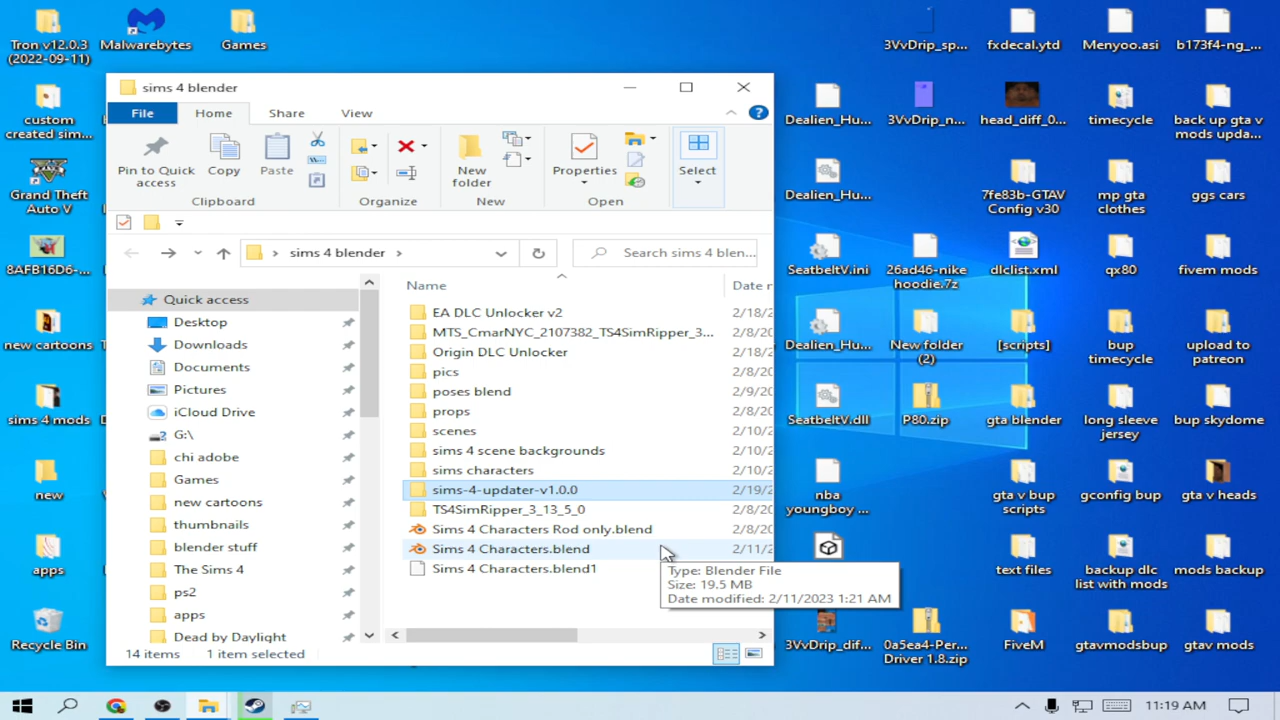 Tron v12.0.3
(2022-09-11)
Malwarebytes
Games
custom
created sim...
Grand Theft
Auto V
8AFB16D6-...
new cartoons
sims 4 mods
new
apps
Recycle Bin
sims 4 blender
File
Home
Share
View
Pin to Quick
access
Copy
Paste
Clipboard
Organize
New
folder
New
Properties
Open
Select
sims 4 blender
Search sims 4 blen...
Name
Date r
Quick access
Desktop
Downloads
Documents
Pictures
iCloud Drive
G:\
chi adobe
Games
new cartoons
thumbnails
blender stuff
The Sims 4
ps2
apps
Dead by Daylight
EA DLC Unlocker v2
2/18/2
MTS_CmarNYC_2107382_TS4SimRipper_3...
2/8/20
Origin DLC Unlocker
2/18/2
pics
2/8/20
poses blend
2/9/20
props
2/8/20
scenes
2/10/2
sims 4 scene backgrounds
2/10/2
sims characters
2/10/2
sims-4-updater-v1.0.0
2/19/2
TS4SimRipper_3_13_5_0
2/8/20
Sims 4 Characters Rod only.blend
2/8/20
Sims 4 Characters.blend
2/11/2
Sims 4 Characters.blend1
Type: Blender File
Size: 19.5 MB
Date modified: 2/11/2023 1:21 AM
14 items
1 item selected
3VvDrip_sp...
fxdecal.ytd
Menyoo.asi
b173f4-ng_...
Dealien_Hu...
3VvDrip_n...
head_diff_0...
timecycle
back up gta v
mods upda...
Dealien_Hu...
7fe83b-GTAV
Config v30
mp gta
clothes
ggs cars
SeatbeltV.ini
26ad46-nike
hoodie.7z
dlclist.xml
qx80
fivem mods
Dealien_Hu...
New folder
(2)
[scripts]
bup
timecycle
upload to
patreon
SeatbeltV.dll
P80.zip
gta blender
long sleeve
jersey
bup skydome
nba
youngboy ...
gta v bup
scripts
gconfig bup
gta v heads
text files
backup dlc
list with mods
mods backup
3VvDrip_dif...
0a5ea4-Per...
Driver 1.8.zip
FiveM
gtavmodsbup
gtav mods
11:19 AM